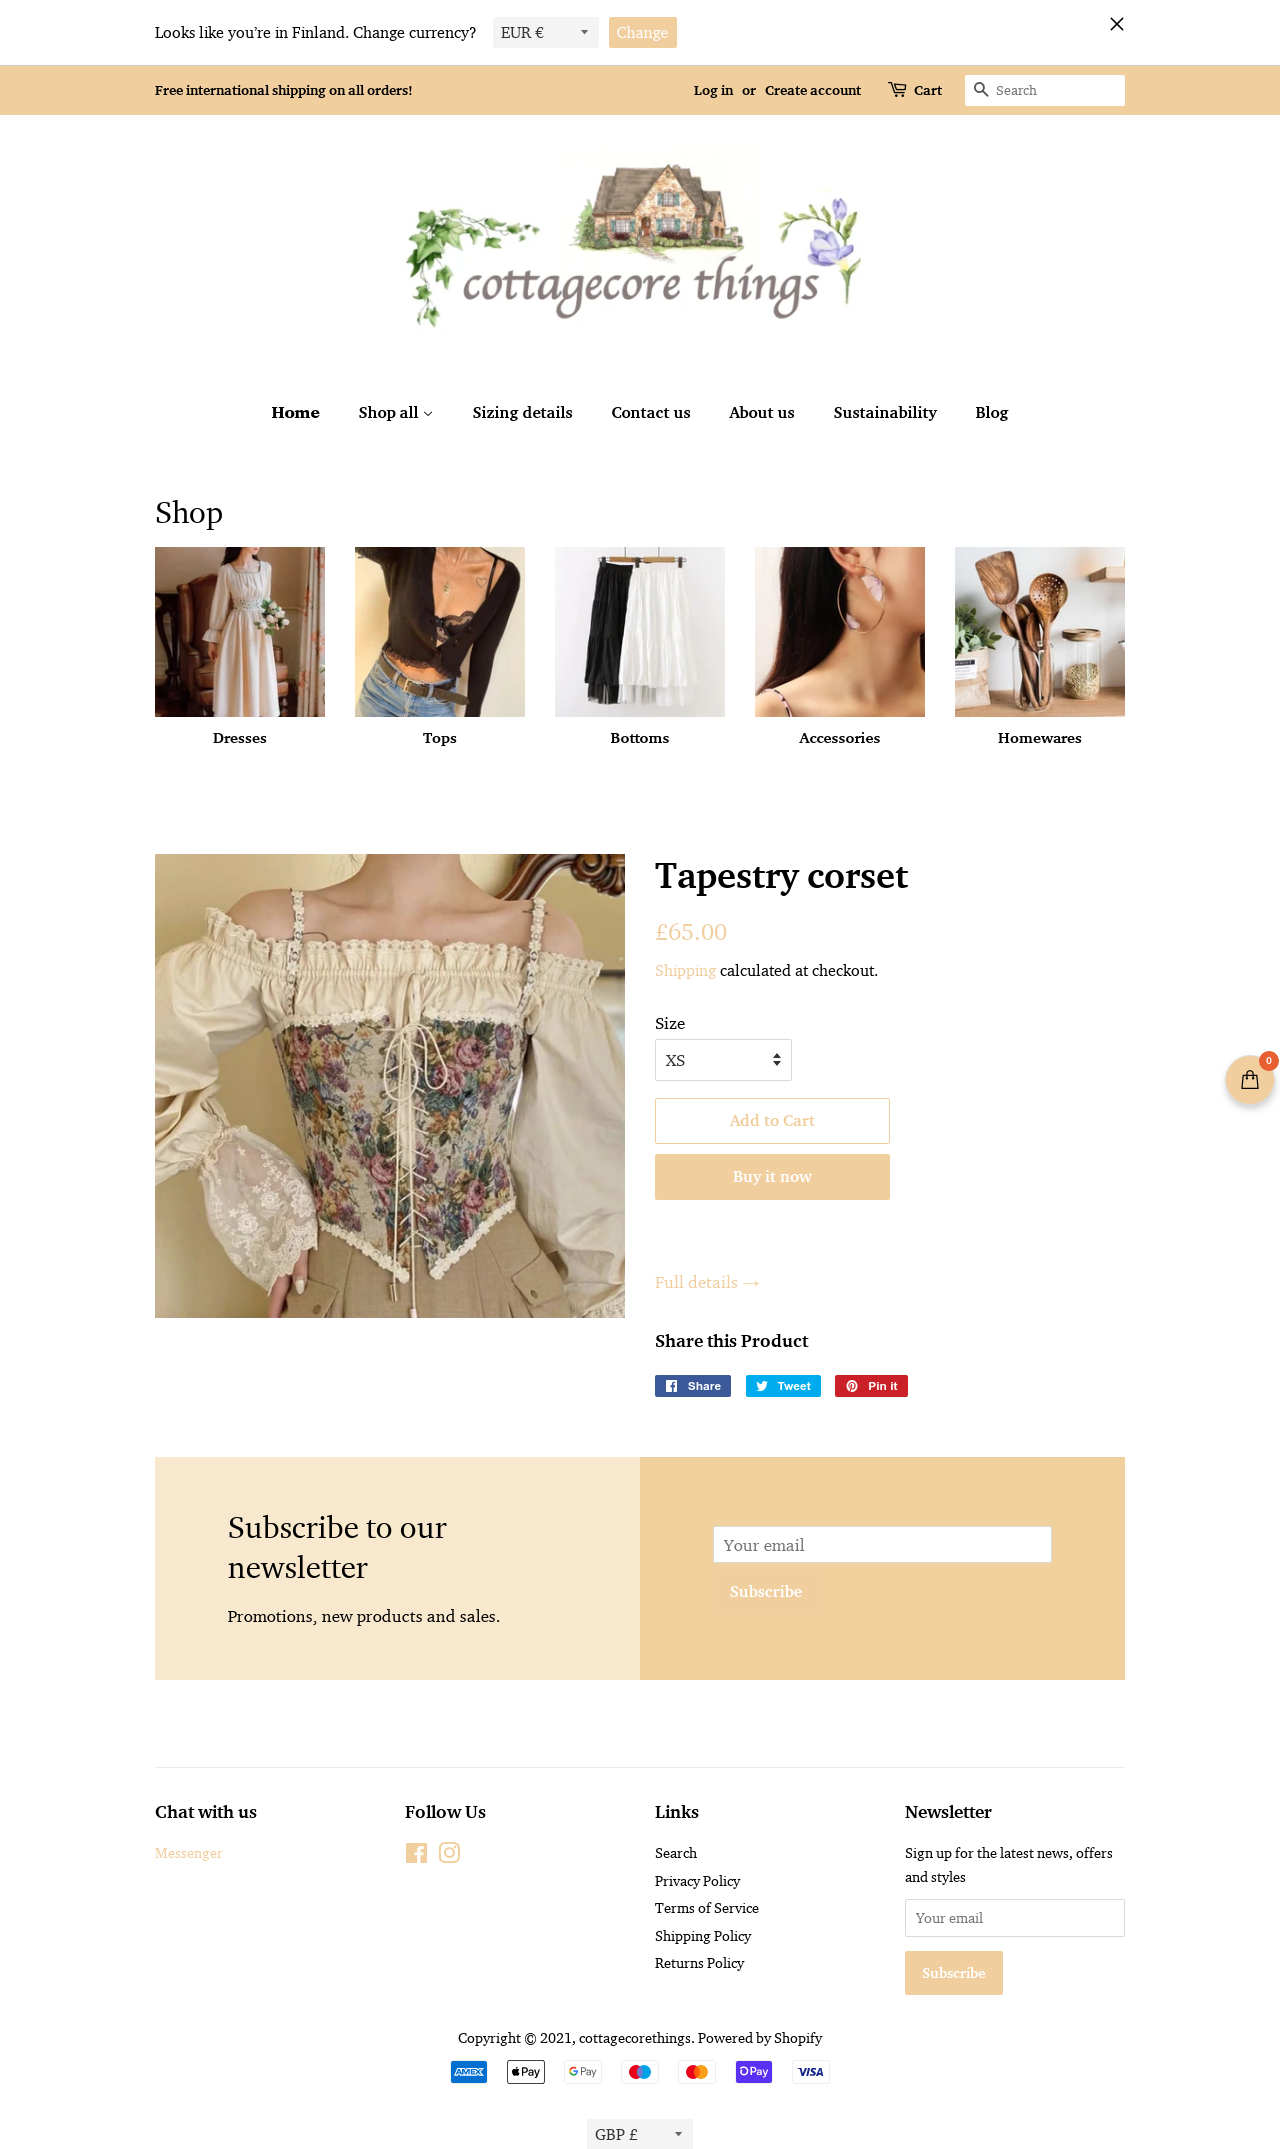 Looks like you're in Finland. Change currency? EUR € Change
Free international shipping on all orders! Log in or Create account Cart Search
cottagecore things
Home Shop all Sizing details Contact us About us Sustainability Blog
Shop
Dresses Tops Bottoms Accessories Homewares
Tapestry corset
£65.00
Shipping calculated at checkout.
Size
XS
0
Add to Cart
Buy it now
Full details →
Share this Product
Share Tweet Pin it
Subscribe to our
newsletter
Promotions, new products and sales.
Your email
Subscribe
Chat with us
Messenger
Follow Us
Links
Search
Privacy Policy
Terms of Service
Shipping Policy
Returns Policy
Newsletter
Sign up for the latest news, offers
and styles
Your email
Subscribe
Copyright © 2021, cottagecorethings. Powered by Shopify
AMEX Pay G Pay Pay VISA
GBP £